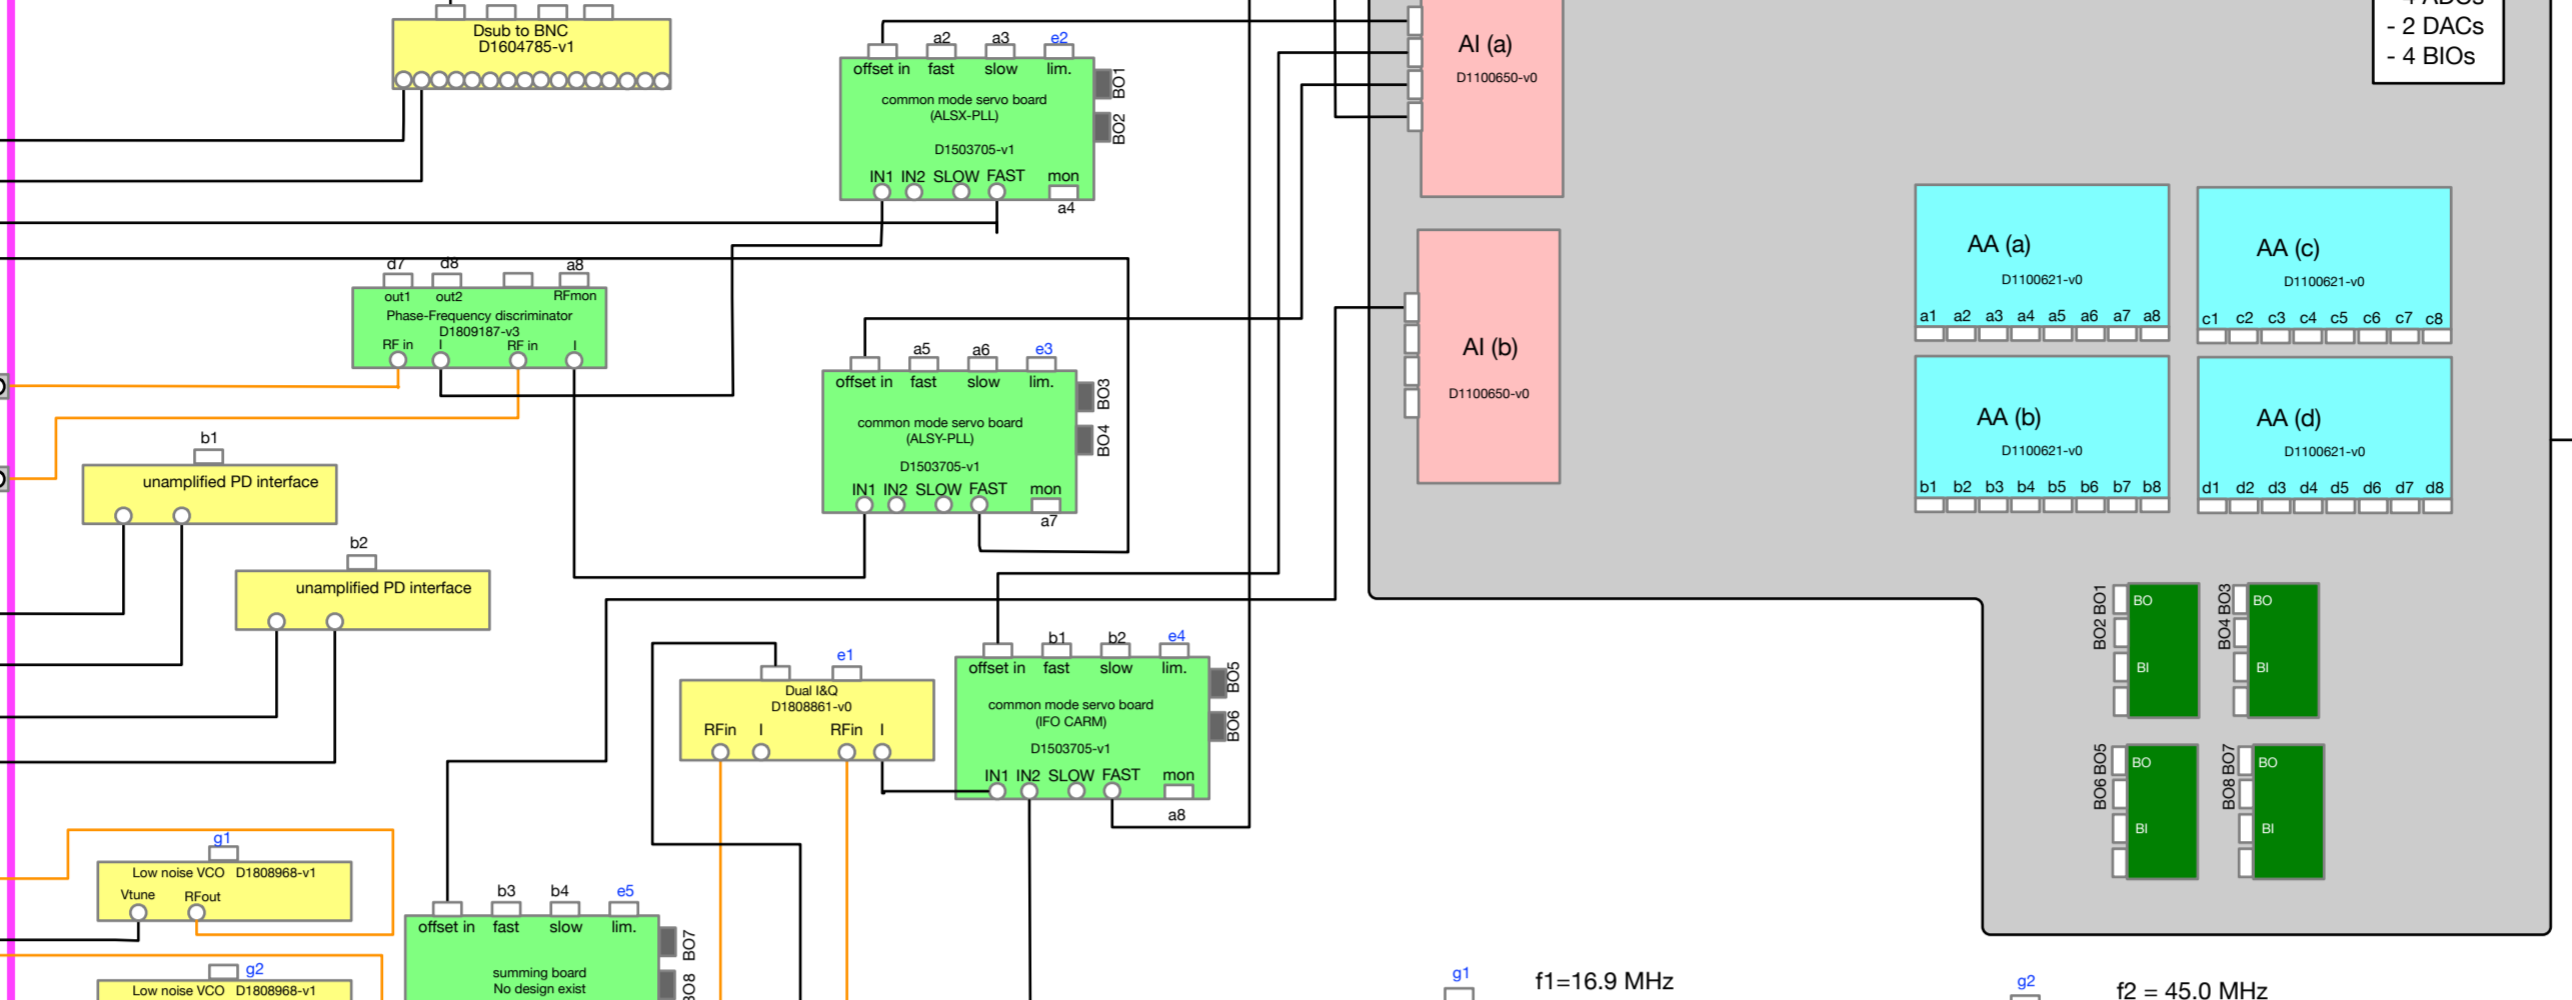 Dsub to BNC
D1604785-v1
a2
a3
e2
offset in
fast
slow
lim.
BO1
BO2
common mode servo board
(ALSX-PLL)
D1503705-v1
IN1
IN2
SLOW
FAST
mon
a4
AI (a)
D1100650-v0
- 4 ADCs
- 2 DACs
- 4 BIOs
d7
d8
a8
out1
out2
RFmon
Phase-Frequency discriminator
D1809187-v3
RF in
I
RF in
I
a5
a6
e3
offset in
fast
slow
lim.
BO3
BO4
common mode servo board
(ALSY-PLL)
D1503705-v1
IN1
IN2
SLOW
FAST
mon
a7
AI (b)
D1100650-v0
AA (a)
D1100621-v0
a1 a2 a3 a4 a5 a6 a7 a8
AA (c)
D1100621-v0
c1 c2 c3 c4 c5 c6 c7 c8
AA (b)
D1100621-v0
b1 b2 b3 b4 b5 b6 b7 b8
AA (d)
D1100621-v0
d1 d2 d3 d4 d5 d6 d7 d8
b1
unamplified PD interface
b2
unamplified PD interface
BO2 BO1
BO
BI
BO4 BO3
BO
BI
BO6 BO5
BO
BI
BO8 BO7
BO
BI
e1
Dual I&Q
D1808861-v0
RFin
I
RFin
I
b1
b2
e4
offset in
fast
slow
lim.
BO5
BO6
common mode servo board
(IFO CARM)
D1503705-v1
IN1
IN2
SLOW
FAST
mon
a8
g1
Low noise VCO D1808968-v1
Vtune
RFout
g2
Low noise VCO D1808968-v1
b3
b4
e5
offset in
fast
slow
lim.
BO7
BO8
summing board
No design exist
g1
f1=16.9 MHz
g2
f2 = 45.0 MHz